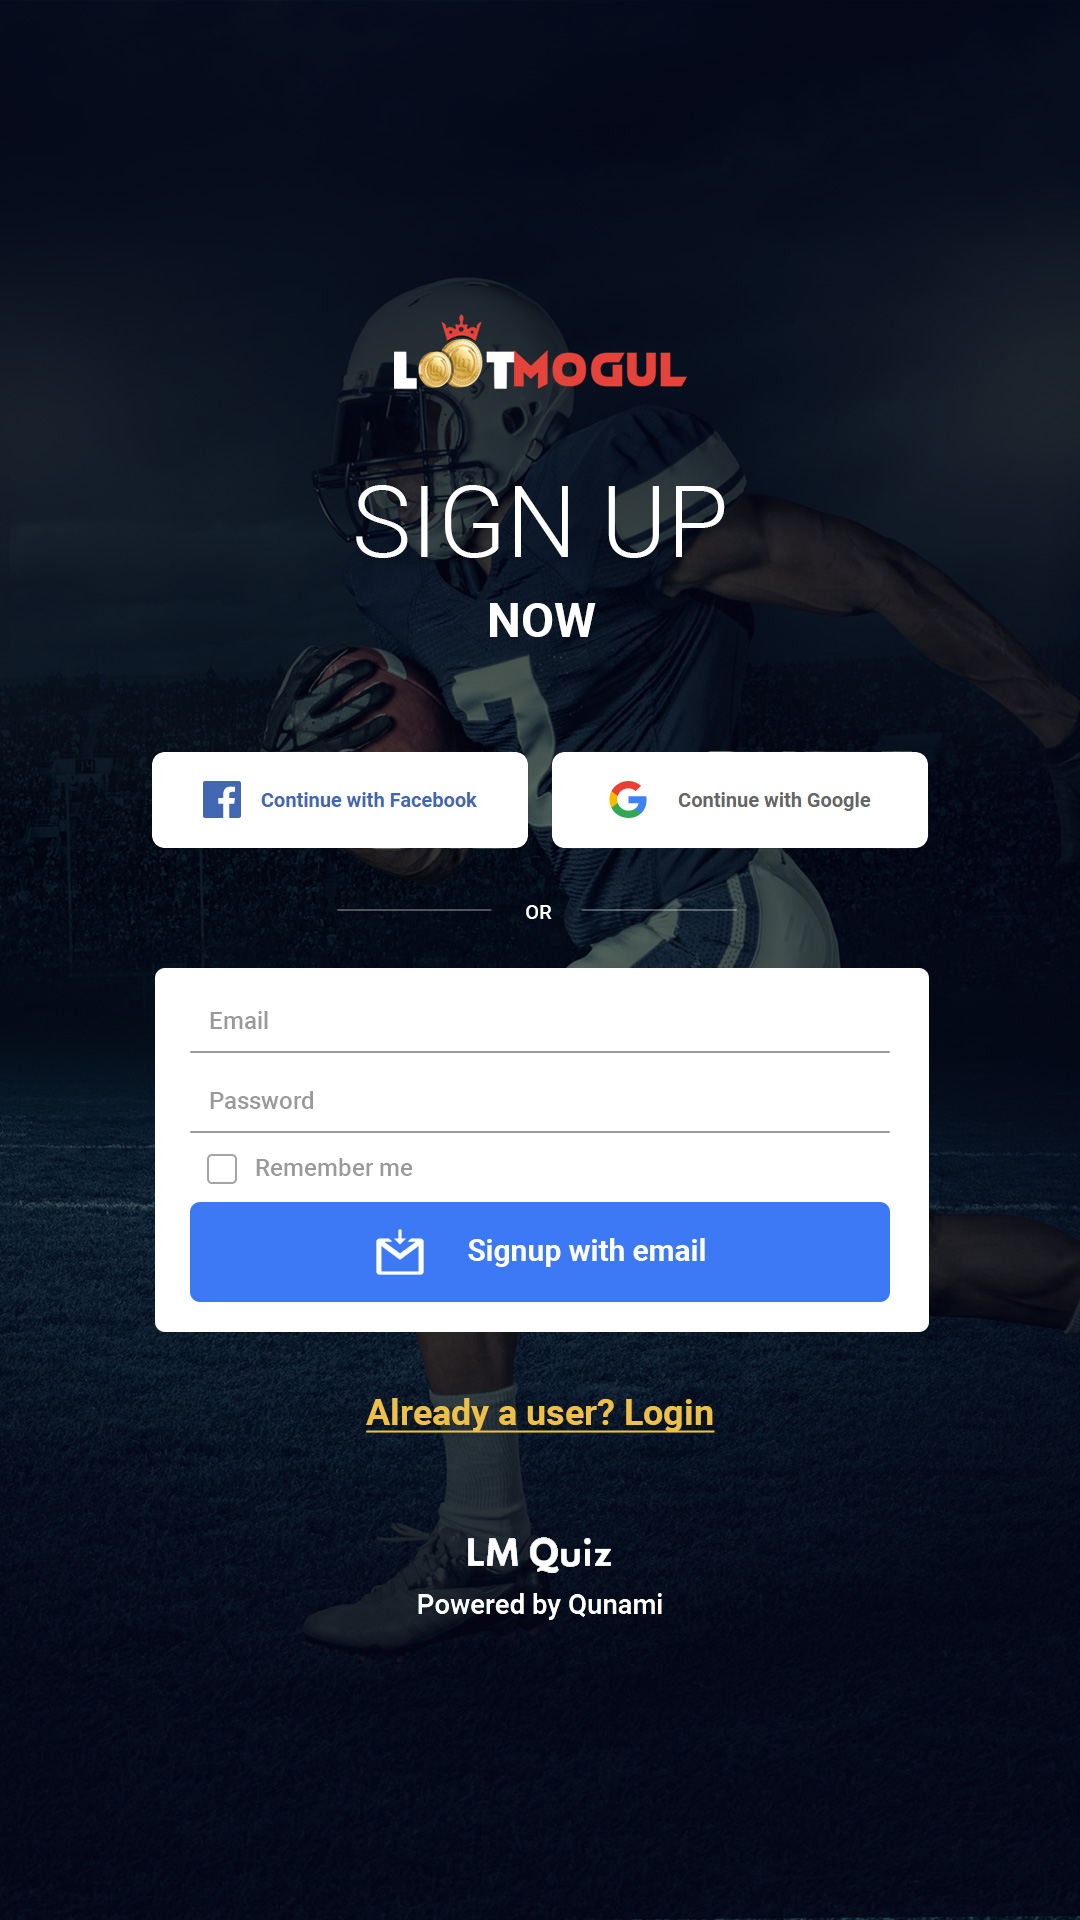 LOOTMOGUL
SIGN UP
NOW
7
Continue with Facebook
Continue with Google
OR
Email
Password
Remember me
Signup with email
Already a user? Login
LM Quiz
Powered by Qunami